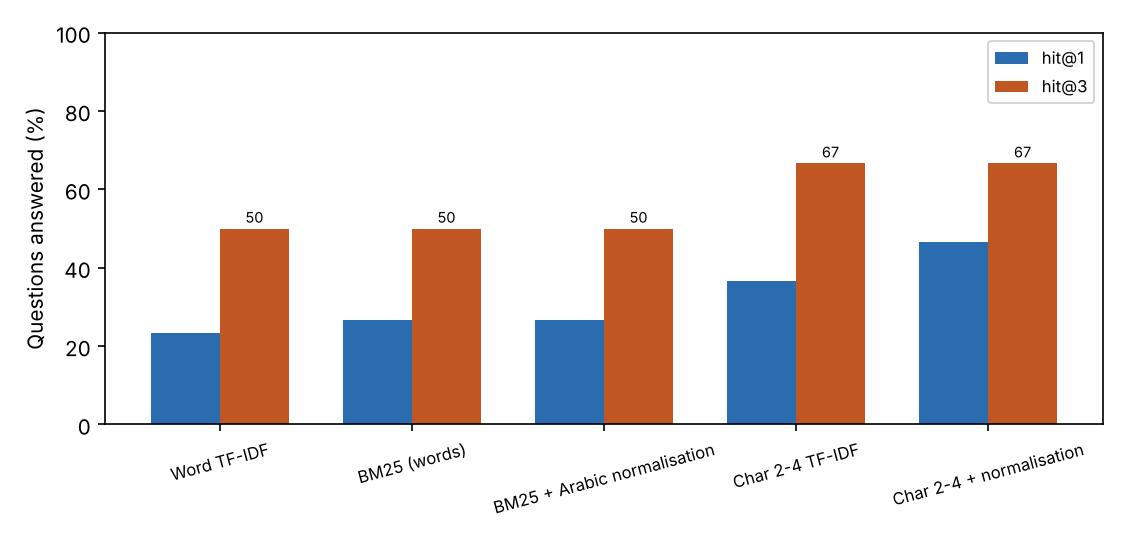 Questions answered (%)
100
80
60
40
20
0
hit@1
hit@3
50
50
50
67
67
Word TF-IDF
BM25 (words)
BM25 + Arabic normalisation
Char 2-4 TF-IDF
Char 2-4 + normalisation